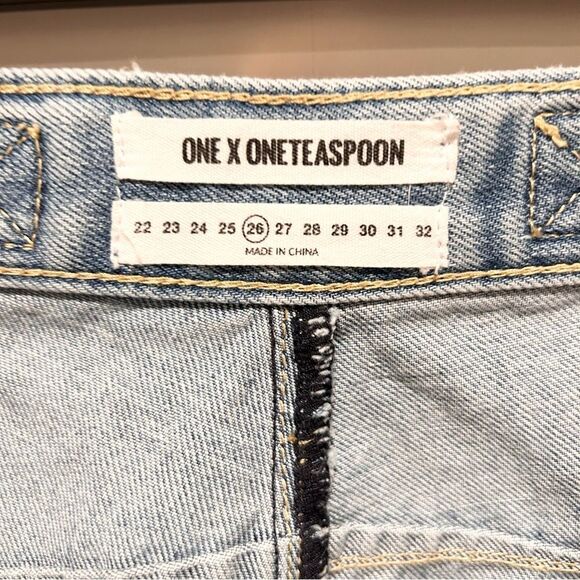 ONE X ONETEASPOON
22 23 24 25 26 27 28 29 30 31 32
MADE IN CHINA